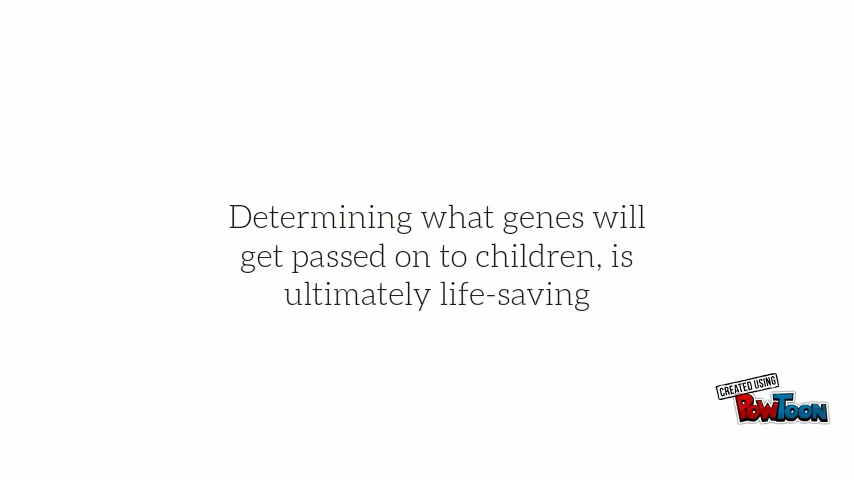 Determining what genes will
get passed on to children, is
ultimately life-saving
CREATED USING
POWTOON